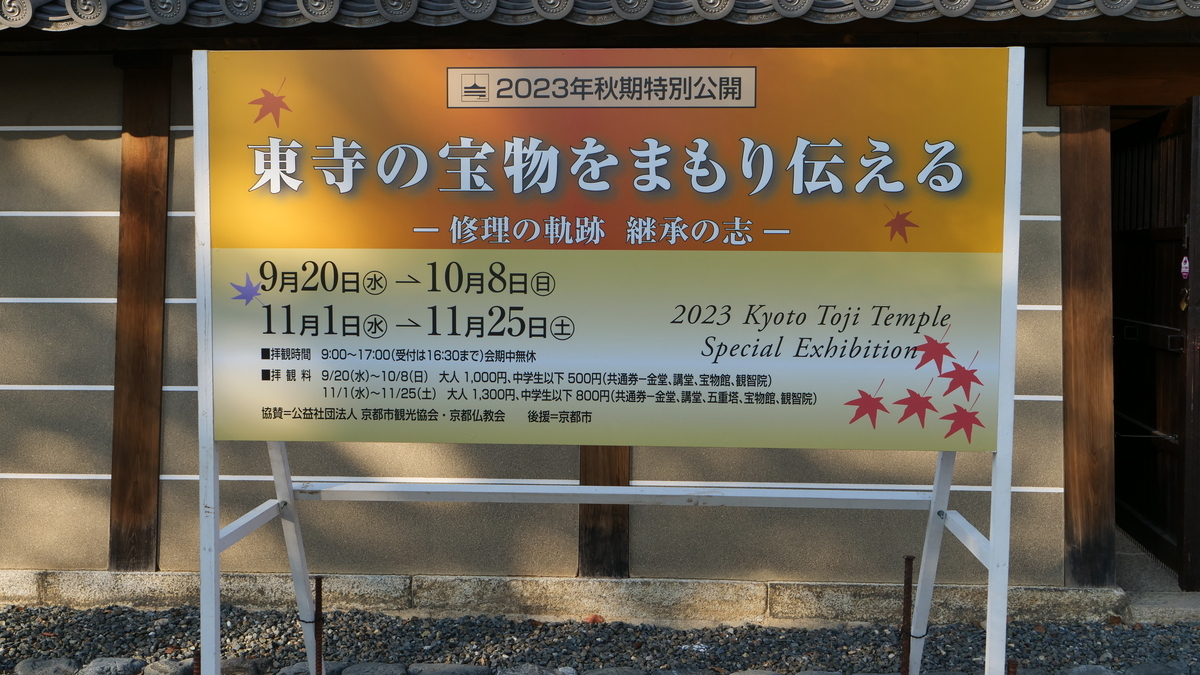 2023年秋期特別公開
東寺の宝物をまもり伝える
― 修理の軌跡 継承の志 ―
9月20日㊌→10月8日㊐
11月1日㊌→11月25日㊏
2023 Kyoto Toji Temple
Special Exhibition
■拝観時間 9:00〜17:00(受付は16:30まで)会期中無休
■拝観料 9/20(水)〜10/8(日) 大人 1,000円、中学生以下 500円(共通券−金堂、講堂、宝物館、観智院)
11/1(水)〜11/25(土) 大人 1,300円、中学生以下 800円(共通券−金堂、講堂、五重塔、宝物館、観智院)
協賛=公益社団法人 京都市観光協会・京都仏教会 後援=京都市